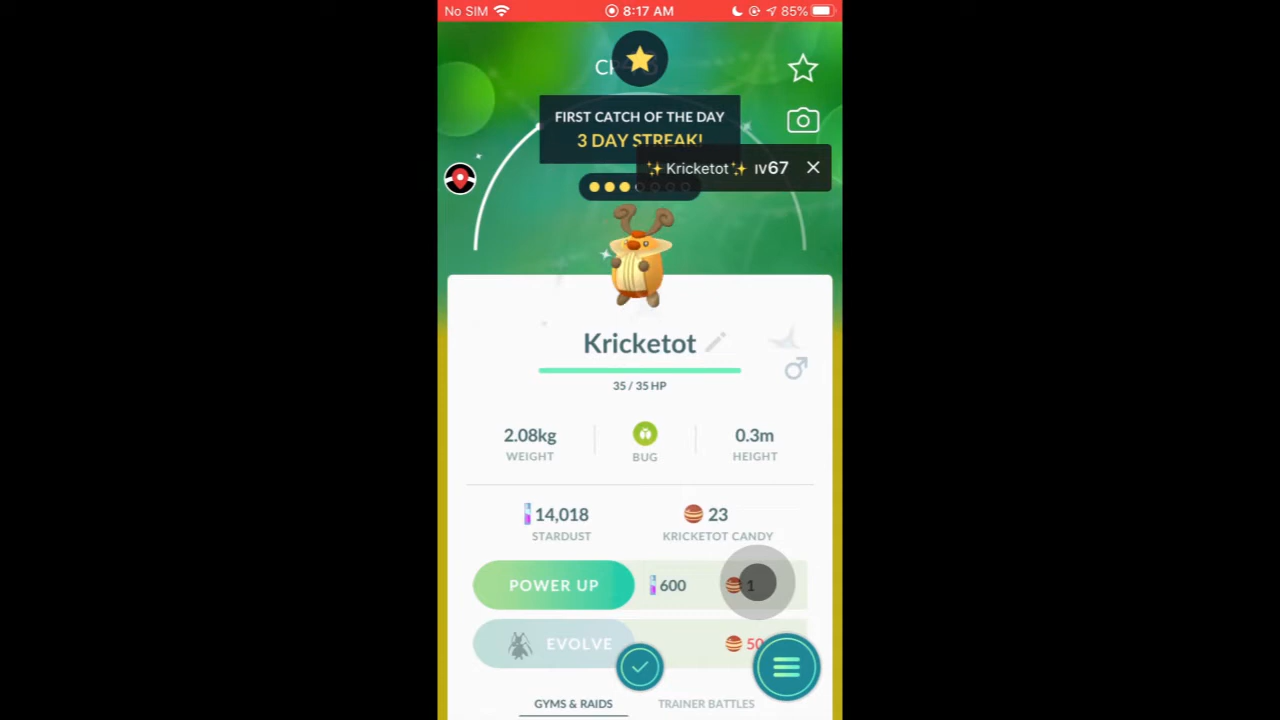 No SIM 8:17 AM 85%
CP
FIRST CATCH OF THE DAY
3 DAY STREAK!
✨Kricketot✨ IV67 X
Kricketot
35 / 35 HP
2.08kg BUG 0.3m
WEIGHT HEIGHT
14,018 23
STARDUST KRICKETOT CANDY
POWER UP 600 1
EVOLVE 50
GYMS & RAIDS TRAINER BATTLES